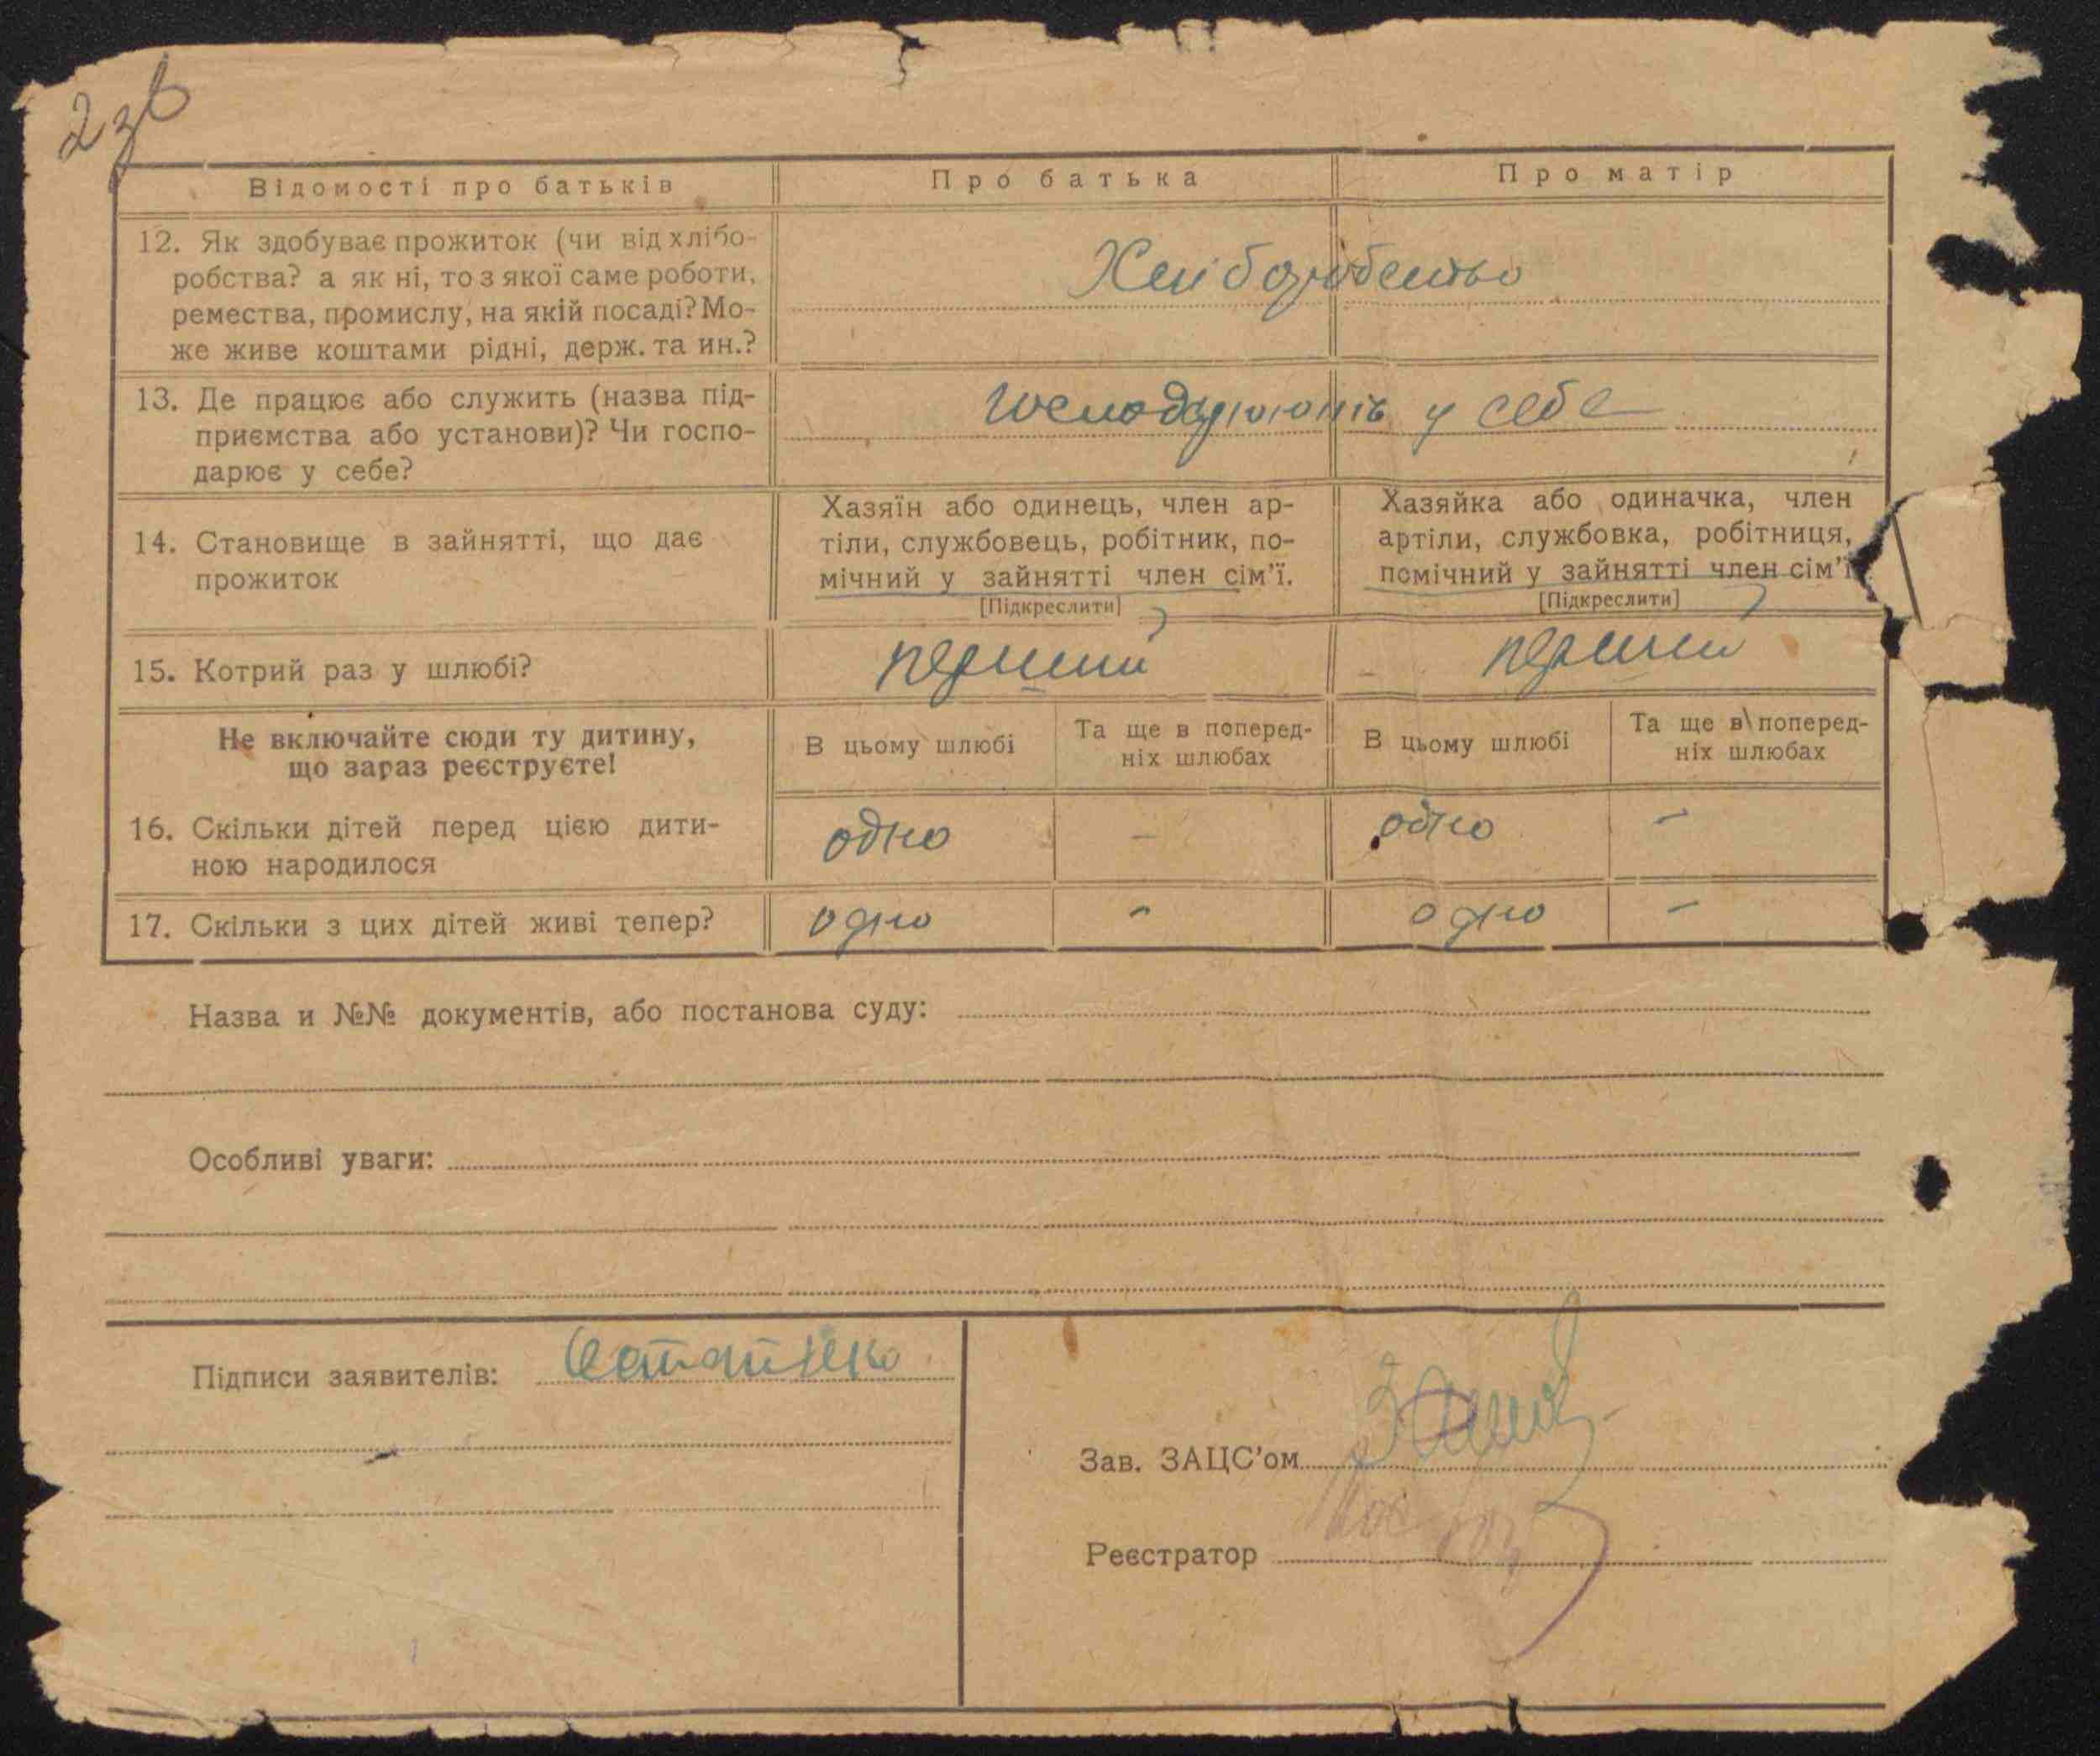 2зв
Відомості про батьків Про батька Про матір
12. Як здобуває прожиток (чи від хлібо-
робства? а як ні, то з якої саме роботи,
ремества, промислу, на якій посаді? Мо-
же живе коштами рідні, держ. та ин.?
Хліборобство
13. Де працює або служить (назва під-
приємства або установи)? Чи госпо-
дарює у себе?
у себе
14. Становище в зайнятті, що дає
прожиток
Хазяїн або одинець, член ар-
тіли, службовець, робітник, по-
мічний у зайнятті член сім'ї.
[Підкреслити]
Хазяйка або одиначка, член
артіли, службовка, робітниця,
помічний у зайнятті член сім'ї
[Підкреслити]
15. Котрий раз у шлюбі? перший перший
Не включайте сюди ту дитину,
що зараз реєструєте!
В цьому шлюбі
Та ще в поперед-
ніх шлюбах
В цьому шлюбі
Та ще в поперед-
ніх шлюбах
16. Скільки дітей перед цією дити-
ною народилося
одно - одно -
17. Скільки з цих дітей живі тепер? одно - одно -
Назва и №№ документів, або постанова суду:
Особливі уваги:
Підписи заявителів:
Зав. ЗАЦС'ом
Реєстратор